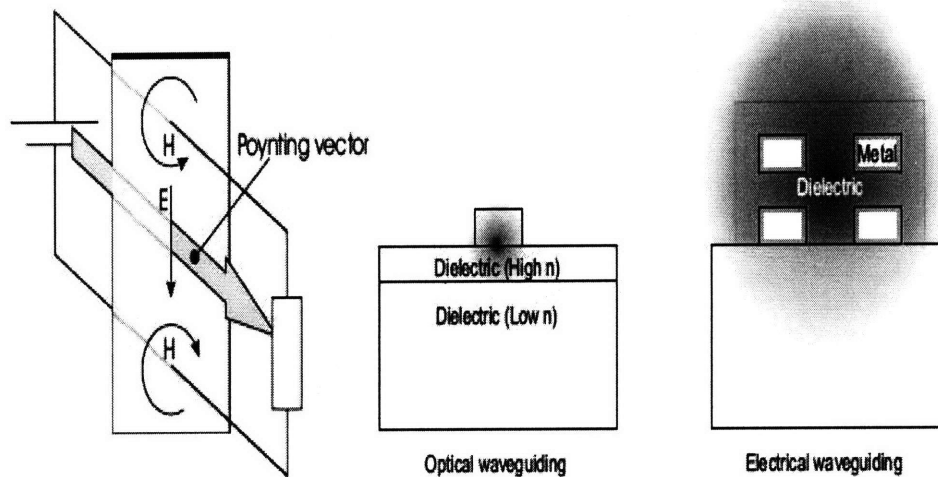 H
Poynting vector
E
H
Dielectric (High n)
Dielectric (Low n)
Optical waveguiding
Metal
Dielectric
Electrical waveguiding